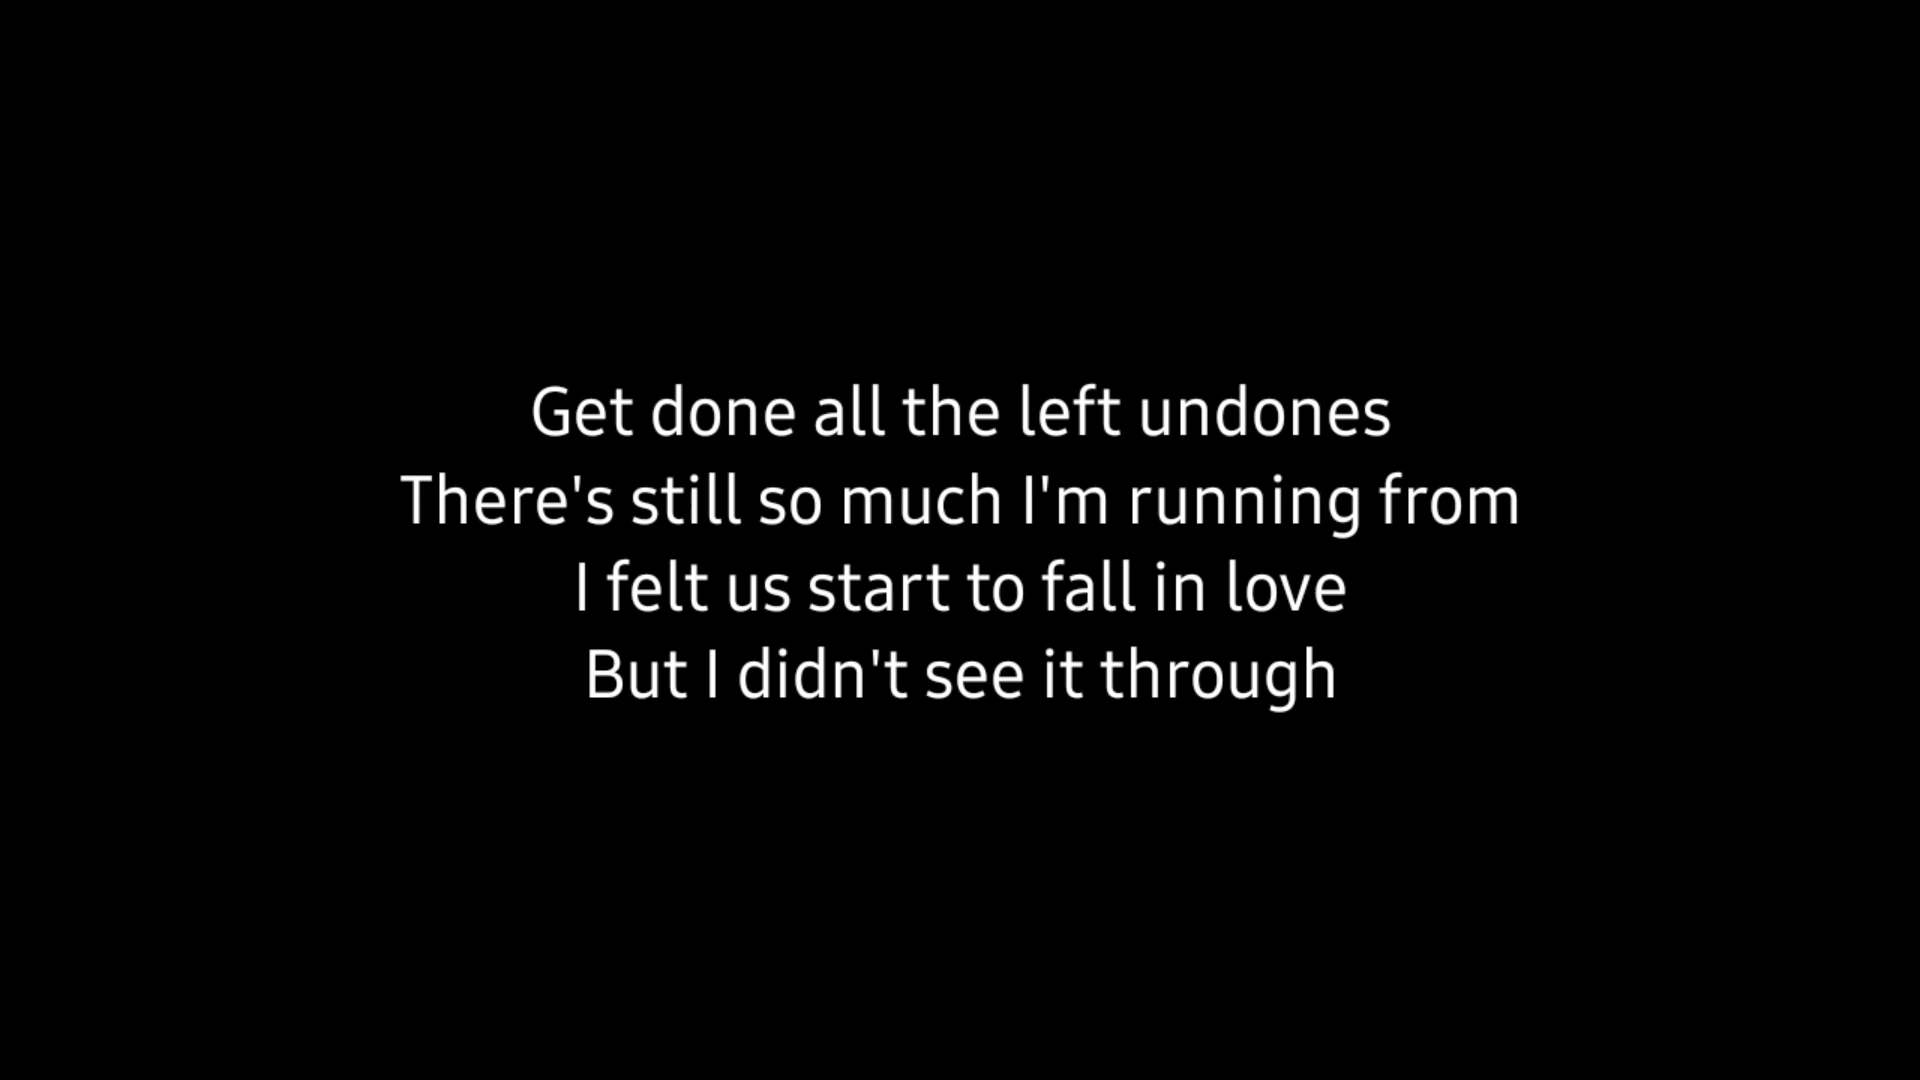 Get done all the left undones
There's still so much I'm running from
I felt us start to fall in love
But I didn't see it through